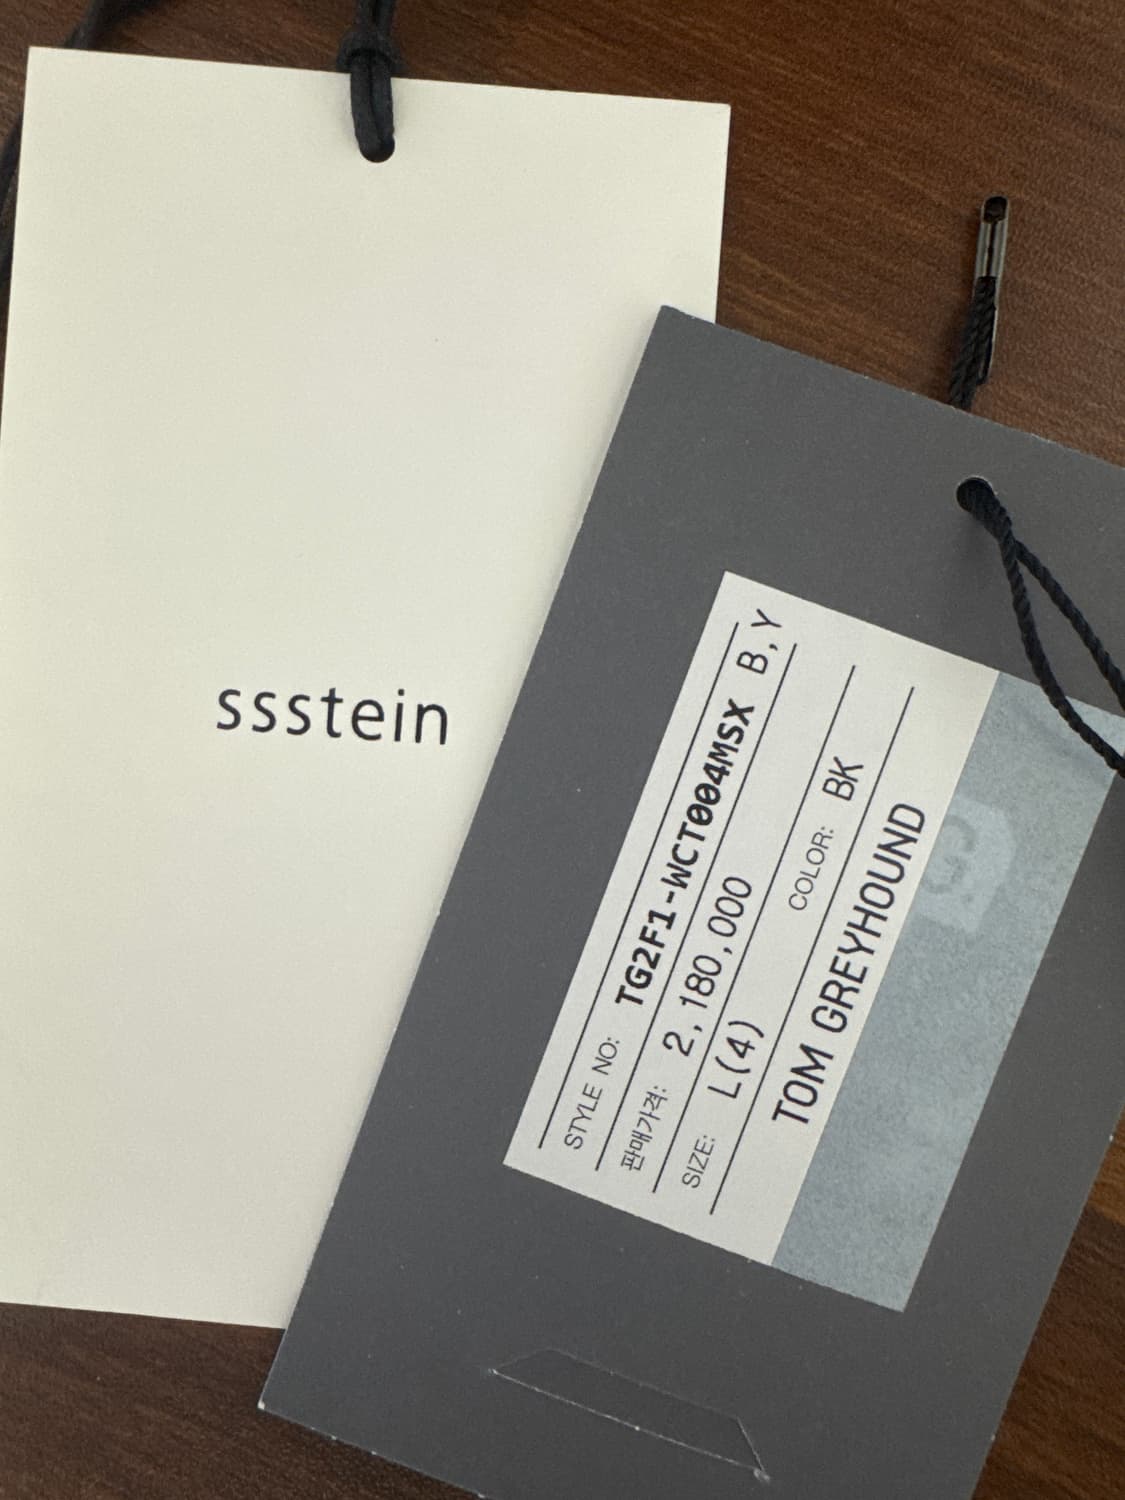 ssstein
STYLE NO: TG2F1-WCT004MSX B,Y
판매가격: 2,180,000
SIZE: L(4) COLOR: BK
TOM GREYHOUND